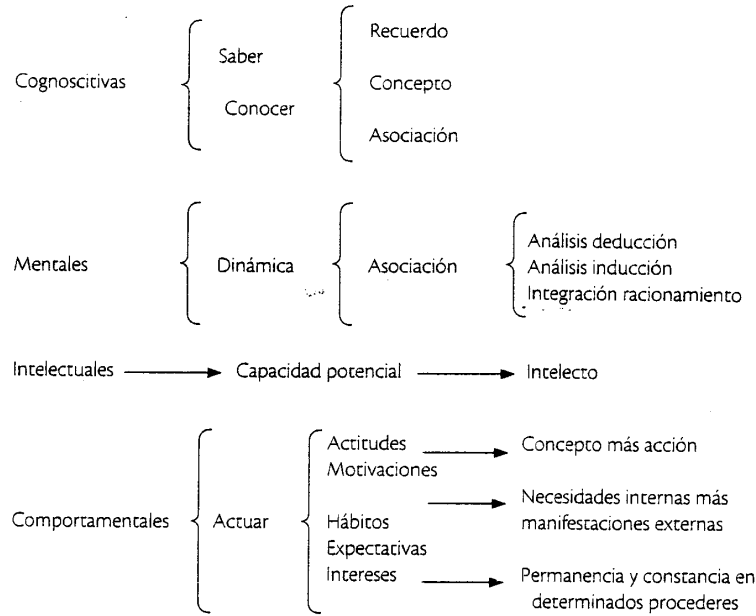 Cognoscitivas
Saber
Conocer
Recuerdo
Concepto
Asociación
Mentales
Dinámica
Asociación
Análisis deducción
Análisis inducción
Integración racionamiento
Intelectuales
Capacidad potencial
Intelecto
Comportamentales
Actuar
Actitudes
Motivaciones
Hábitos
Expectativas
Intereses
Concepto más acción
Necesidades internas más
manifestaciones externas
Permanencia y constancia en
determinados procederes